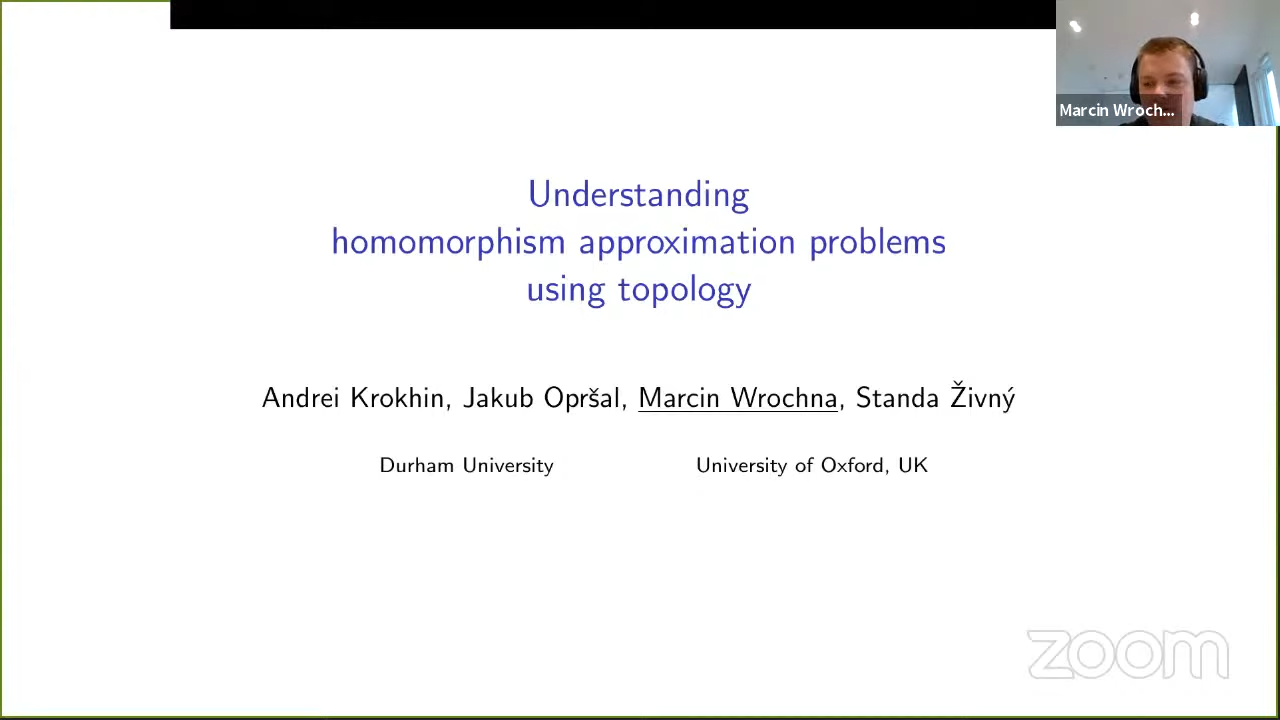 Marcin Wroch...
Understanding
homomorphism approximation problems
using topology
Andrei Krokhin, Jakub Opršal, Marcin Wrochna, Standa Živný
Durham University University of Oxford, UK
zoom